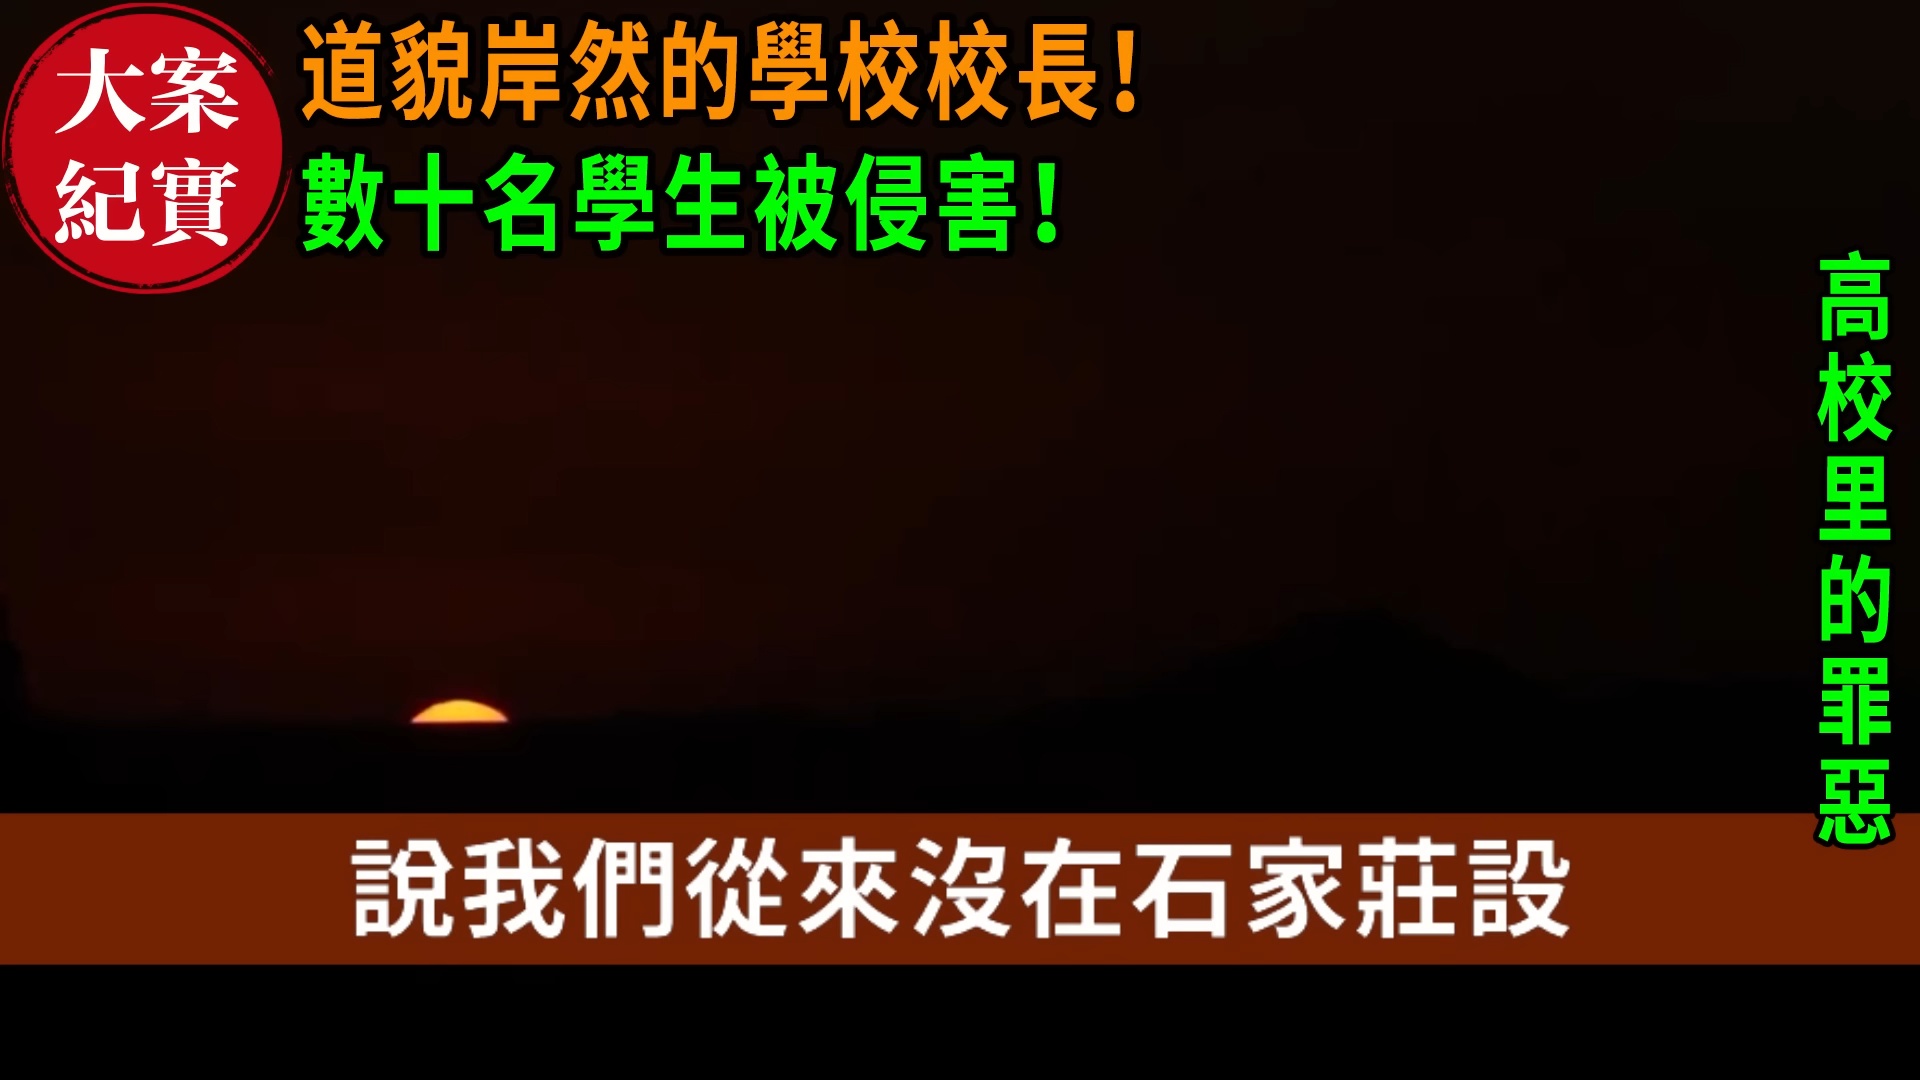 大案
紀實
道貌岸然的學校校長!
數十名學生被侵害!
高校里的罪惡
說我們從來沒在石家莊設